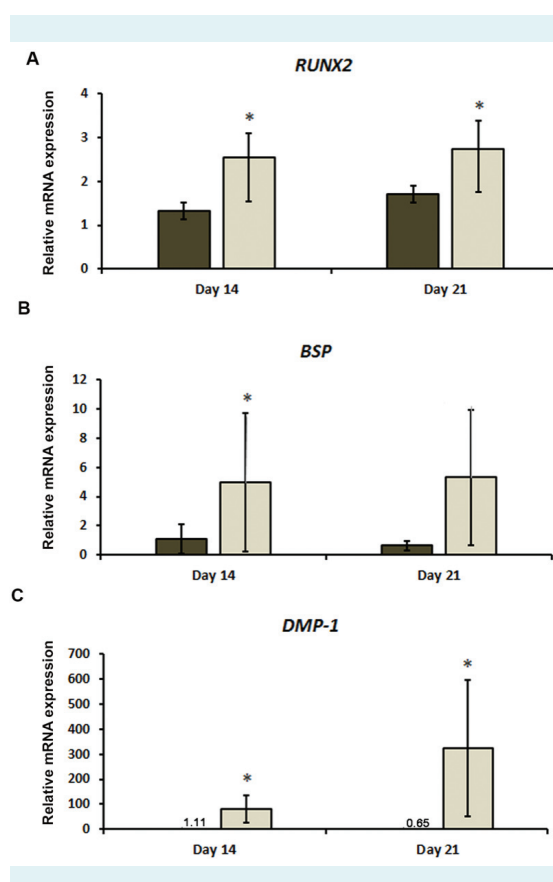 A
RUNX2
Relative mRNA expression
4
3
2
1
0
*
*
Day 14
Day 21
B
BSP
Relative mRNA expression
12
10
8
6
4
2
0
*
Day 14
Day 21
C
DMP-1
Relative mRNA expression
700
600
500
400
300
200
100
0
1.11
*
0.65
*
Day 14
Day 21